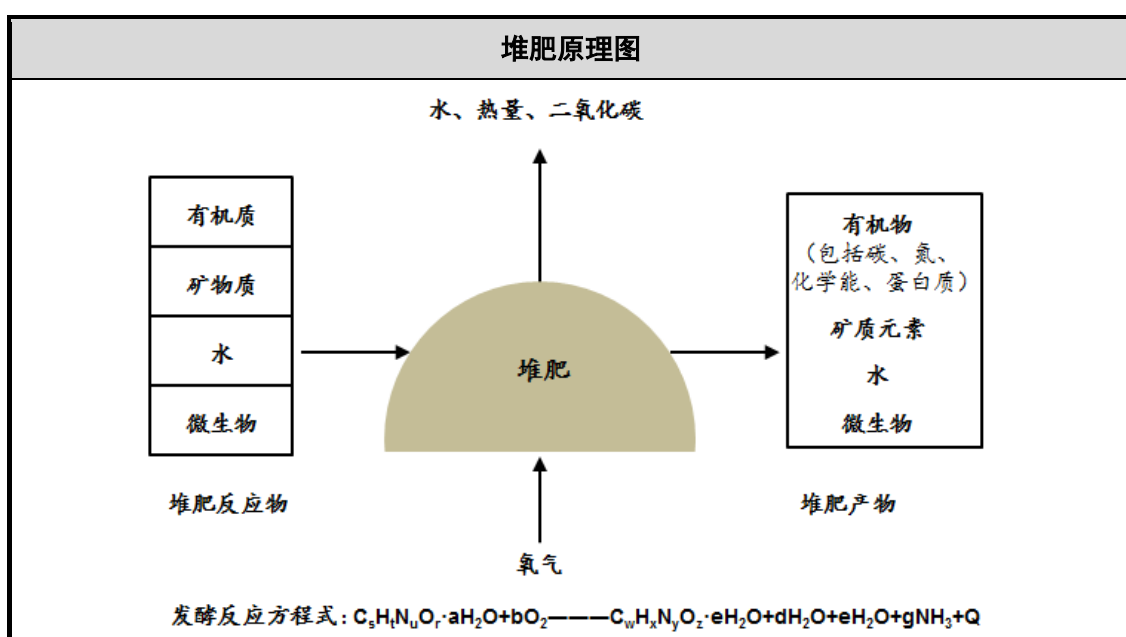 堆肥原理图
水、热量、二氧化碳
有机质
矿物质
水
微生物
堆肥反应物
堆肥
氧气
有机物
（包括碳、氮、
化学能、蛋白质）
矿质元素
水
微生物
堆肥产物
发酵反应方程式：CsHtNuOr·aH2O+bO2———CwHxNyOz·eH2O+dH2O+eH2O+gNH3+Q